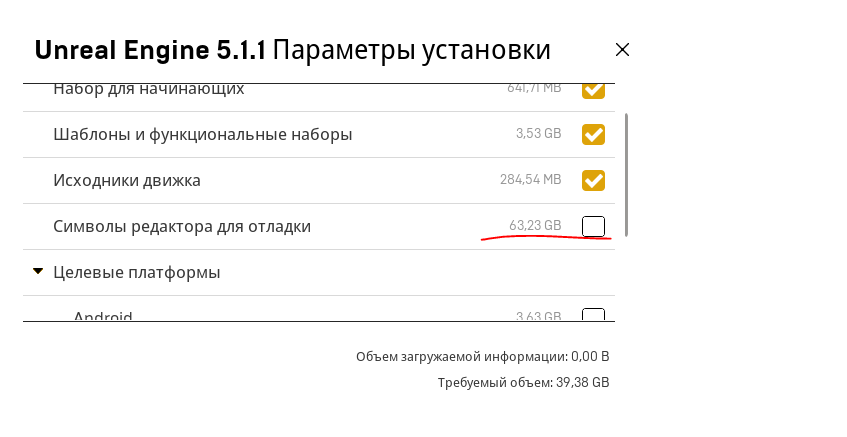 Unreal Engine 5.1.1 Параметры установки
Набор для начинающих 641,71 MB
Шаблоны и функциональные наборы 3,53 GB
Исходники движка 284,54 MB
Символы редактора для отладки 63,23 GB
Целевые платформы
Android 3,63 GB
Объем загружаемой информации: 0,00 B
Требуемый объем: 39,38 GB